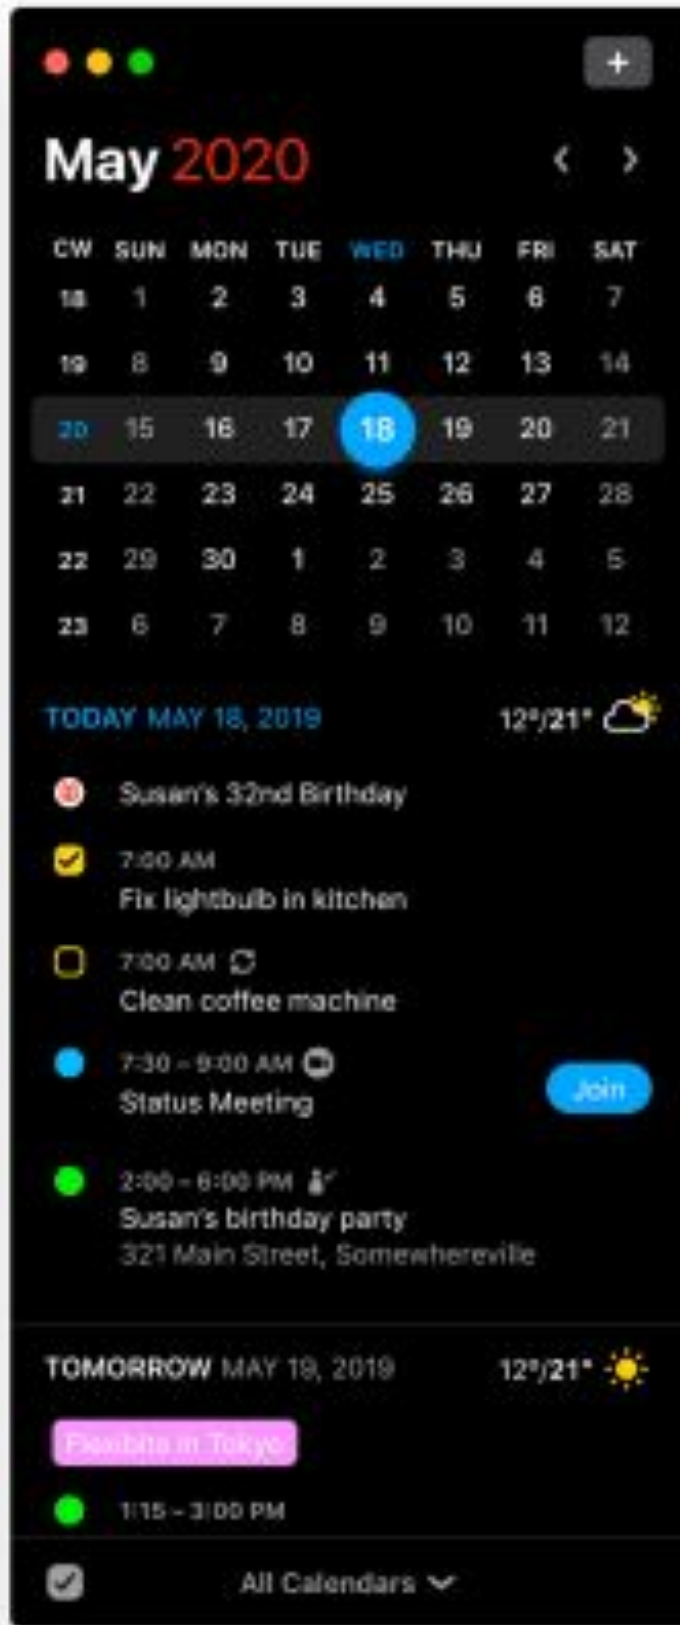 +
May 2020 < >
CW SUN MON TUE WED THU FRI SAT
18 1 2 3 4 5 6 7
19 8 9 10 11 12 13 14
20 15 16 17 18 19 20 21
21 22 23 24 25 26 27 28
22 29 30 1 2 3 4 5
23 6 7 8 9 10 11 12
TODAY MAY 18, 2019 12°/21°
Susan's 32nd Birthday
7:00 AM
Fix lightbulb in kitchen
7:00 AM
Clean coffee machine
7:30 – 9:00 AM
Status Meeting
Join
2:00 – 6:00 PM
Susan's birthday party
321 Main Street, Somewhereville
TOMORROW MAY 19, 2019 12°/21°
Flexibits in Tokyo
1:15 – 3:00 PM
All Calendars